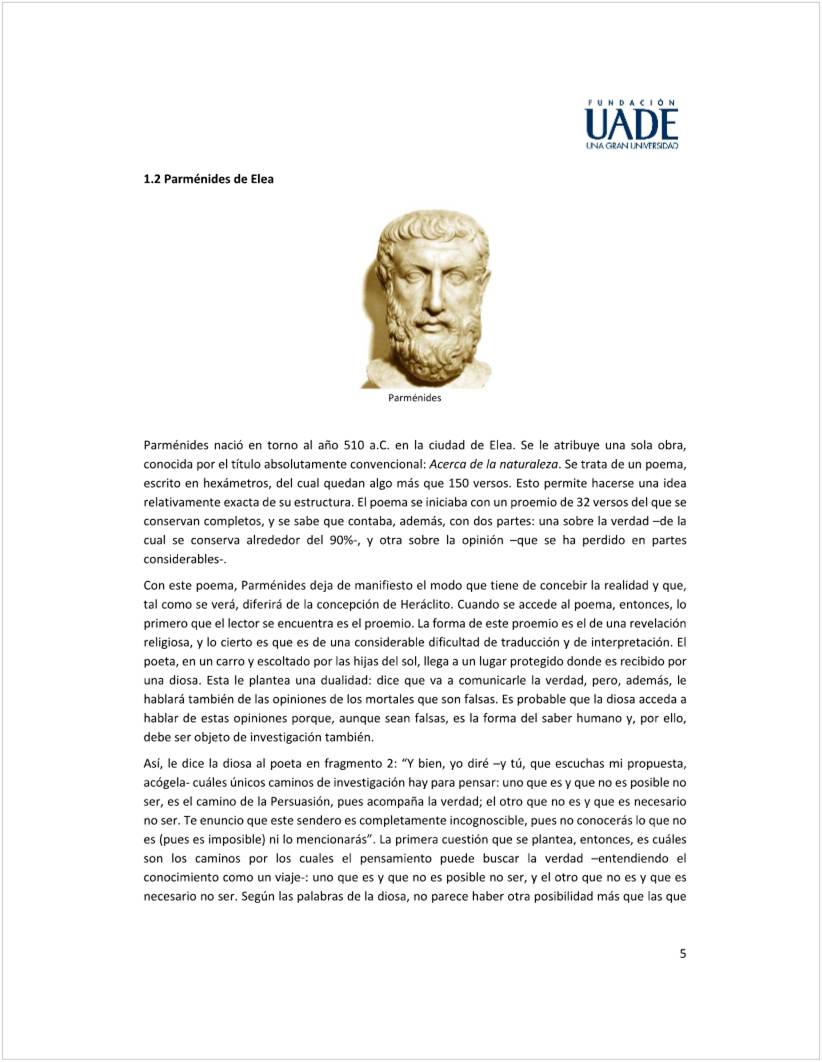 FUNDACIÓN
UADE
UNA GRAN UNIVERSIDAD
1.2 Parménides de Elea
Parménides
Parménides nació en torno al año 510 a.C. en la ciudad de Elea. Se le atribuye una sola obra,
conocida por el título absolutamente convencional: Acerca de la naturaleza. Se trata de un poema,
escrito en hexámetros, del cual quedan algo más que 150 versos. Esto permite hacerse una idea
relativamente exacta de su estructura. El poema se iniciaba con un proemio de 32 versos del que se
conservan completos, y se sabe que contaba, además, con dos partes: una sobre la verdad –de la
cual se conserva alrededor del 90%-, y otra sobre la opinión –que se ha perdido en partes
considerables-.
Con este poema, Parménides deja de manifiesto el modo que tiene de concebir la realidad y que,
tal como se verá, diferirá de la concepción de Heráclito. Cuando se accede al poema, entonces, lo
primero que el lector se encuentra es el proemio. La forma de este proemio es el de una revelación
religiosa, y lo cierto es que es de una considerable dificultad de traducción y de interpretación. El
poeta, en un carro y escoltado por las hijas del sol, llega a un lugar protegido donde es recibido por
una diosa. Esta le plantea una dualidad: dice que va a comunicarle la verdad, pero, además, le
hablará también de las opiniones de los mortales que son falsas. Es probable que la diosa acceda a
hablar de estas opiniones porque, aunque sean falsas, es la forma del saber humano y, por ello,
debe ser objeto de investigación también.
Así, le dice la diosa al poeta en fragmento 2: “Y bien, yo diré –y tú, que escuchas mi propuesta,
acógela- cuáles únicos caminos de investigación hay para pensar: uno que es y que no es posible no
ser, es el camino de la Persuasión, pues acompaña la verdad; el otro que no es y que es necesario
no ser. Te enuncio que este sendero es completamente incognoscible, pues no conocerás lo que no
es (pues es imposible) ni lo mencionarás”. La primera cuestión que se plantea, entonces, es cuáles
son los caminos por los cuales el pensamiento puede buscar la verdad –entendiendo el
conocimiento como un viaje-: uno que es y que no es posible no ser, y el otro que no es y que es
necesario no ser. Según las palabras de la diosa, no parece haber otra posibilidad más que las que
5